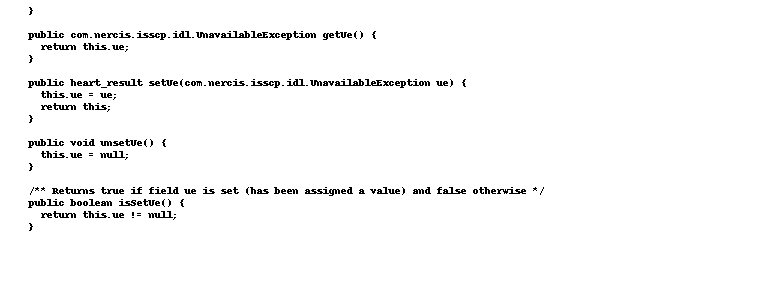 }
public com.nercis.isscp.idl.UnavailableException getUe() {
return this.ue;
}
public heart_result setUe(com.nercis.isscp.idl.UnavailableException ue) {
this.ue = ue;
return this;
}
public void unsetUe() {
this.ue = null;
}
/** Returns true if field ue is set (has been assigned a value) and false otherwise */
public boolean isSetUe() {
return this.ue != null;
}